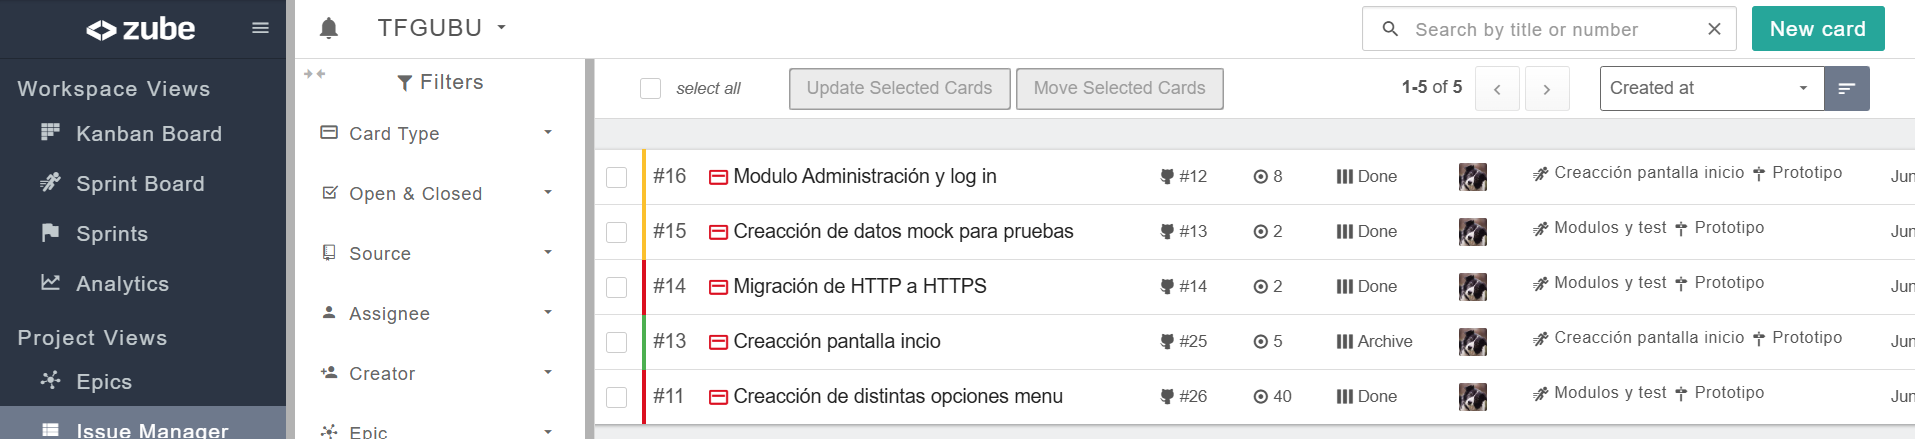 zube
TFGUBU
Search by title or number
New card
Workspace Views
Kanban Board
Sprint Board
Sprints
Analytics
Project Views
Epics
Issue Manager
Filters
Card Type
Open & Closed
Source
Assignee
Creator
Epic
select all Update Selected Cards Move Selected Cards 1-5 of 5 Created at
#16 Modulo Administración y log in #12 8 Done Creacción pantalla inicio Prototipo Jun
#15 Creacción de datos mock para pruebas #13 2 Done Modulos y test Prototipo Jun
#14 Migración de HTTP a HTTPS #14 2 Done Modulos y test Prototipo Jun
#13 Creacción pantalla incio #25 5 Archive Creacción pantalla inicio Prototipo Jun
#11 Creacción de distintas opciones menu #26 40 Done Modulos y test Prototipo Jun